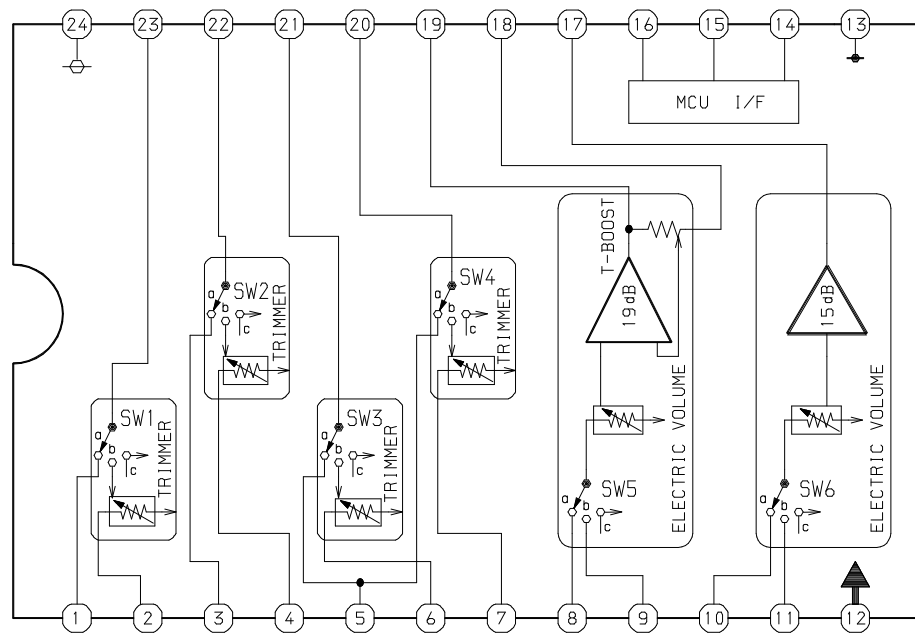 24 23 22 21 20 19 18 17 16 15 14 13
MCU I/F
T-BOOST
SW2
a
b
c
TRIMMER
SW4
a
b
c
TRIMMER
19dB
15dB
SW1
a
b
c
TRIMMER
SW3
a
b
c
TRIMMER
ELECTRIC VOLUME
ELECTRIC VOLUME
SW5
a
b
c
SW6
a
b
c
1 2 3 4 5 6 7 8 9 10 11 12